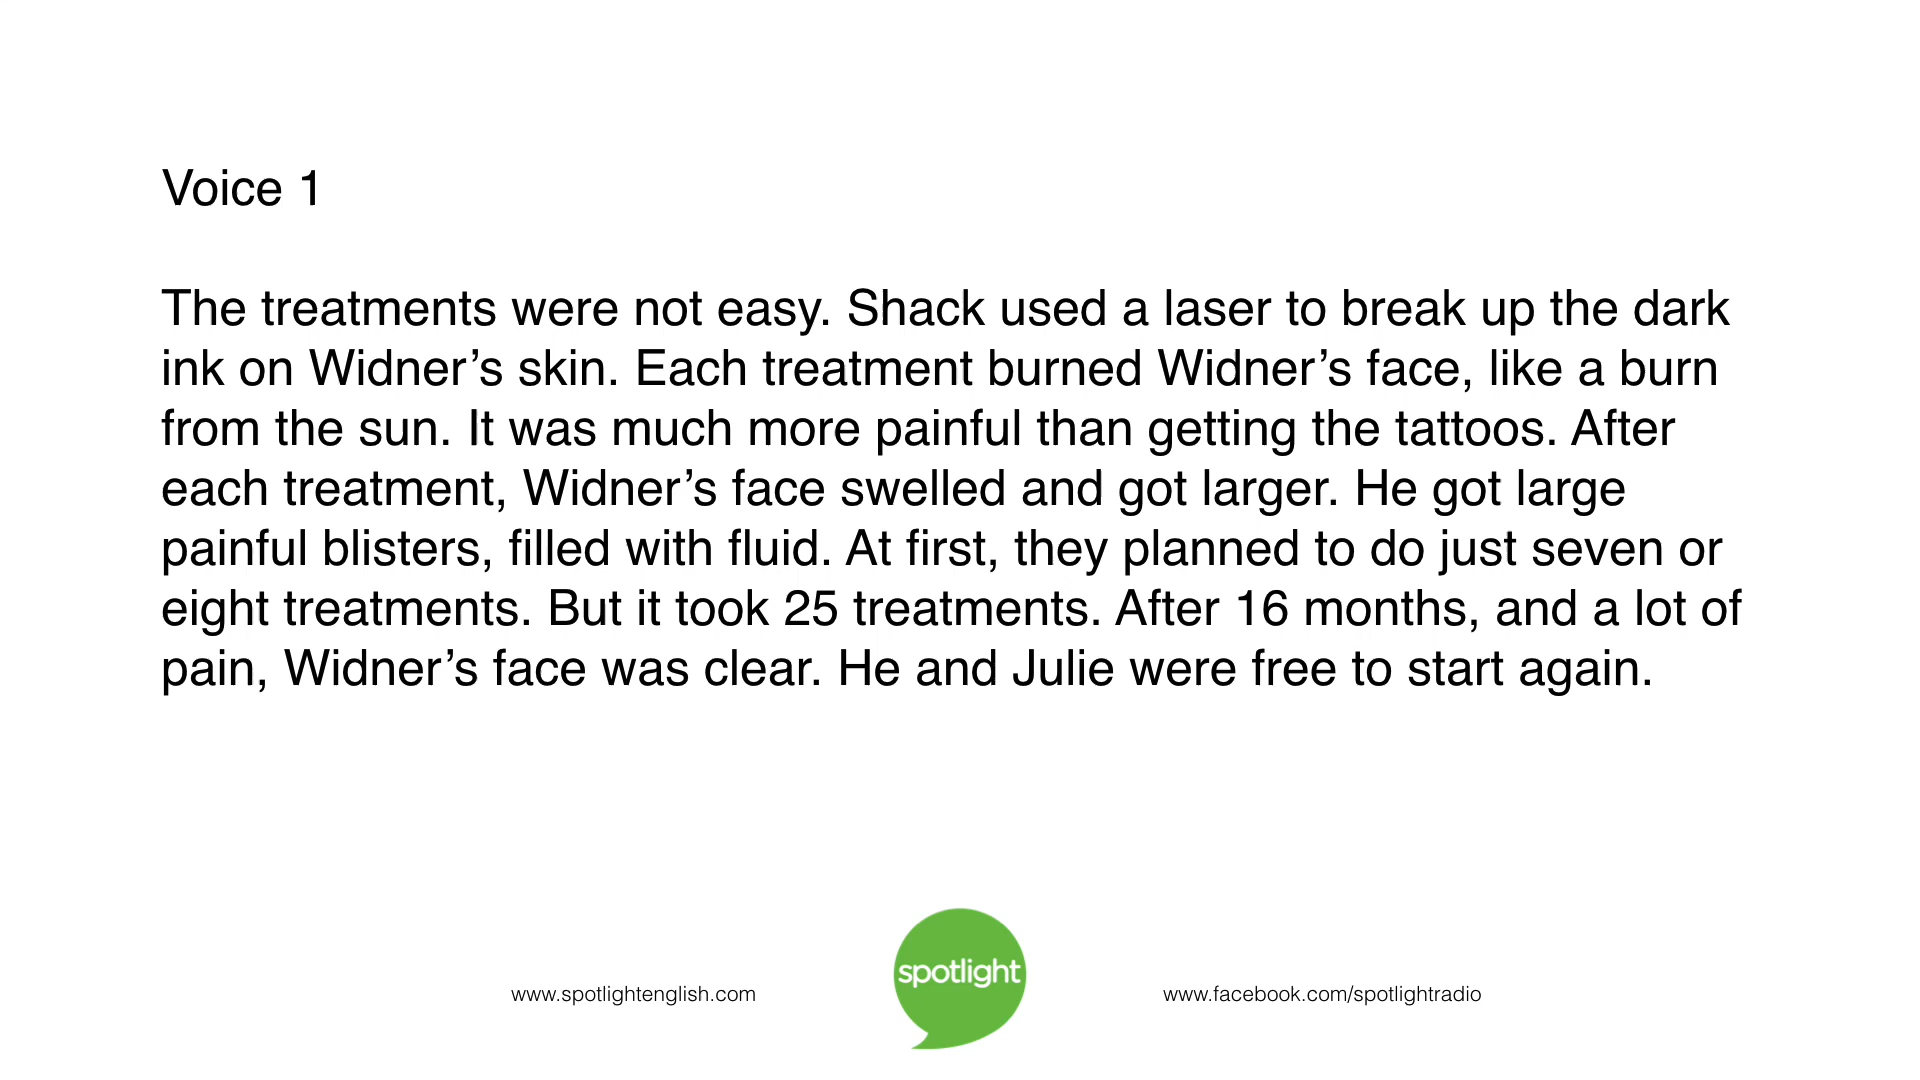 Voice 1
The treatments were not easy. Shack used a laser to break up the dark
ink on Widner’s skin. Each treatment burned Widner’s face, like a burn
from the sun. It was much more painful than getting the tattoos. After
each treatment, Widner’s face swelled and got larger. He got large
painful blisters, filled with fluid. At first, they planned to do just seven or
eight treatments. But it took 25 treatments. After 16 months, and a lot of
pain, Widner’s face was clear. He and Julie were free to start again.
www.spotlightenglish.com
spotlight
www.facebook.com/spotlightradio